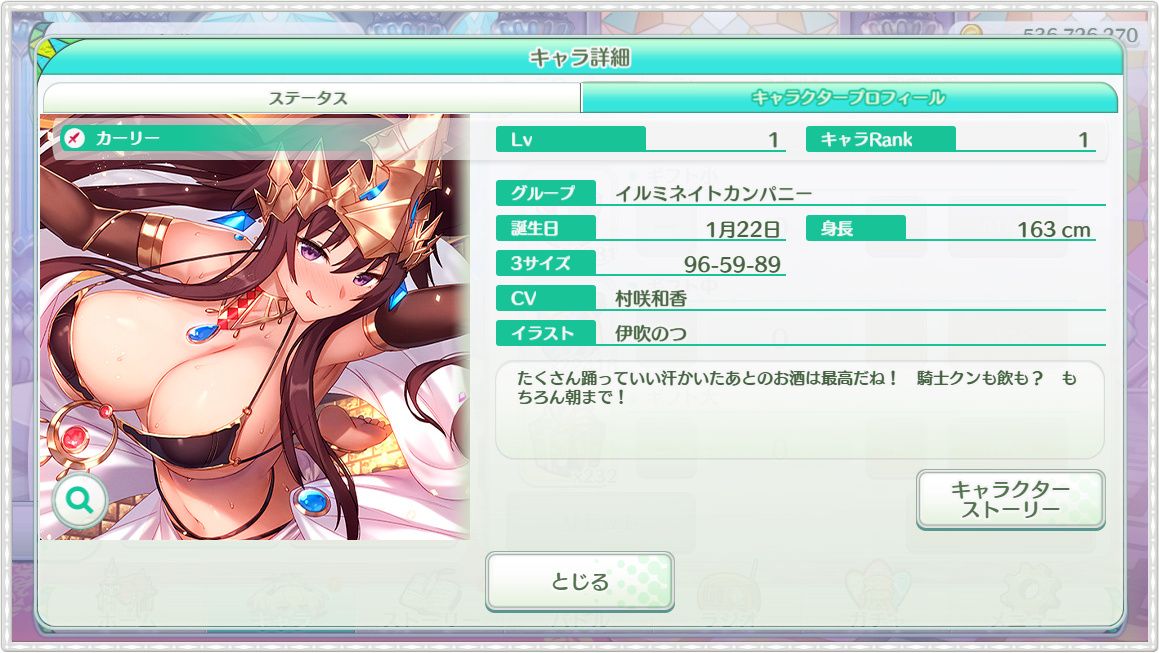 536,726,270
キャラ詳細
ステータス
キャラクタープロフィール
カーリー
Lv 1
キャラRank 1
グループ イルミネイトカンパニー
誕生日 1月22日
身長 163 cm
3サイズ 96-59-89
CV 村咲和香
イラスト 伊吹のつ
たくさん踊っていい汗かいたあとのお酒は最高だね！　騎士クンも飲も？　も
ちろん朝まで！
キャラクター
ストーリー
とじる